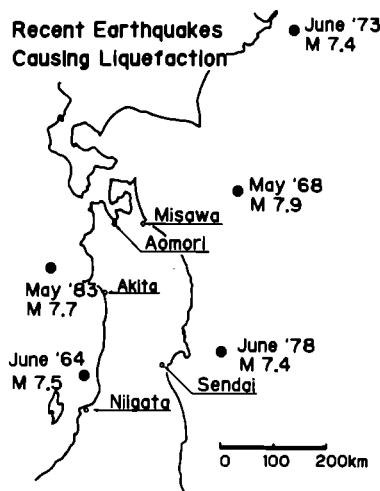 Recent Earthquakes
Causing Liquefaction
June '73
M 7.4
May '68
M 7.9
Misawa
Aomori
May '83
M 7.7
Akita
June '64
M 7.5
June '78
M 7.4
Sendai
Niigata
0 100 200km